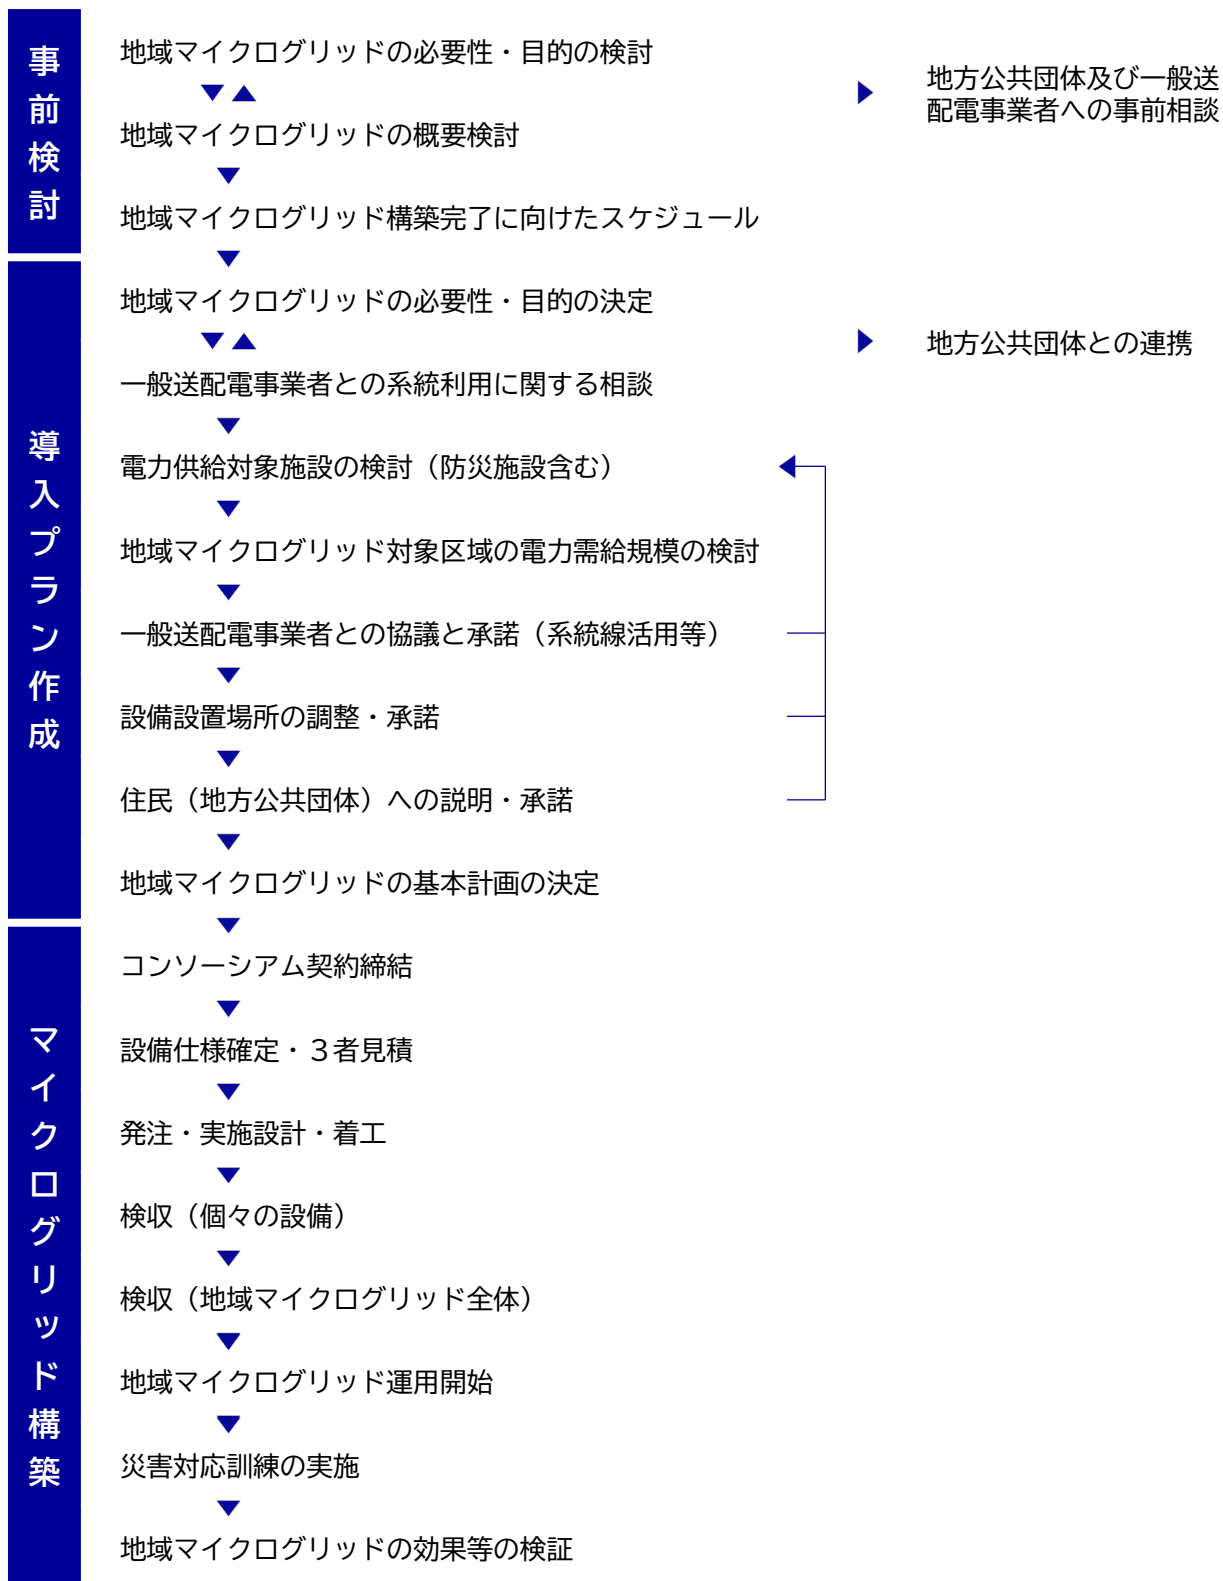 事前検討
地域マイクログリッドの必要性・目的の検討
地方公共団体及び一般送
配電事業者への事前相談
地域マイクログリッドの概要検討
地域マイクログリッド構築完了に向けたスケジュール
導入プラン作成
地域マイクログリッドの必要性・目的の決定
地方公共団体との連携
一般送配電事業者との系統利用に関する相談
電力供給対象施設の検討（防災施設含む）
地域マイクログリッド対象区域の電力需給規模の検討
一般送配電事業者との協議と承諾（系統線活用等）
設備設置場所の調整・承諾
住民（地方公共団体）への説明・承諾
地域マイクログリッドの基本計画の決定
マイクログリッド構築
コンソーシアム契約締結
設備仕様確定・３者見積
発注・実施設計・着工
検収（個々の設備）
検収（地域マイクログリッド全体）
地域マイクログリッド運用開始
災害対応訓練の実施
地域マイクログリッドの効果等の検証